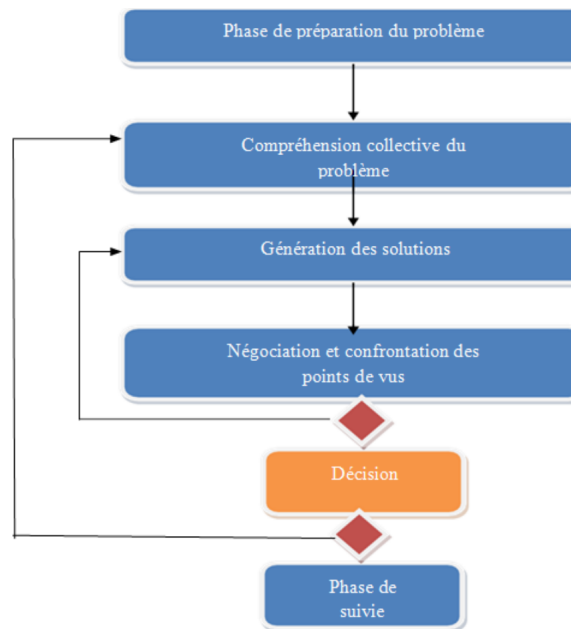 Phase de préparation du problème
Compréhension collective du
problème
Génération des solutions
Négociation et confrontation des
points de vus
Décision
Phase de
suivie